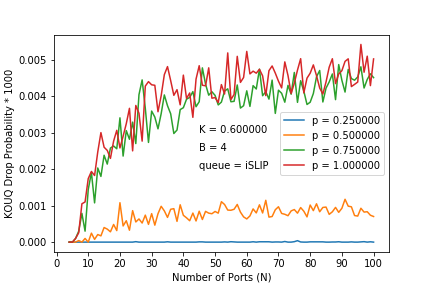 KOUQ Drop Probability * 1000
0.005
0.004
0.003
0.002
0.001
0.000
K = 0.600000
B = 4
queue = iSLIP
p = 0.250000
p = 0.500000
p = 0.750000
p = 1.000000
0 10 20 30 40 50 60 70 80 90 100
Number of Ports (N)